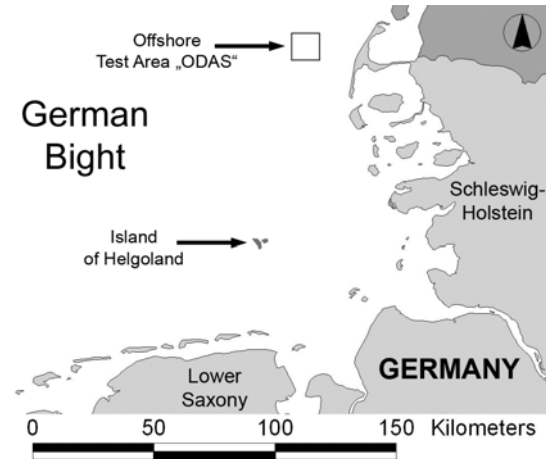 Offshore
Test Area „ODAS“
German
Bight
Schleswig-
Holstein
Island
of Helgoland
GERMANY
Lower
Saxony
0 50 100 150 Kilometers